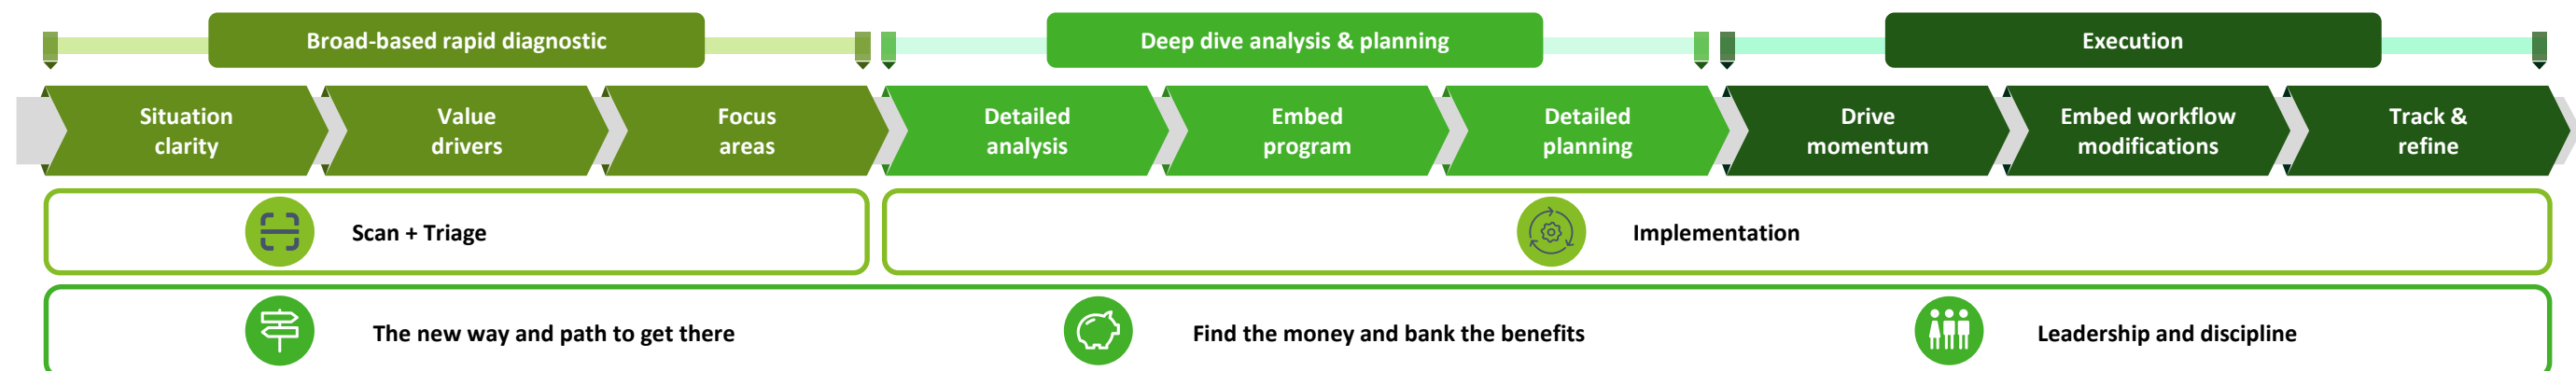 Broad-based rapid diagnostic
Deep dive analysis & planning
Execution
Situation
clarity
Value
drivers
Focus
areas
Detailed
analysis
Embed
program
Detailed
planning
Drive
momentum
Embed workflow
modifications
Track &
refine
Scan + Triage
Implementation
The new way and path to get there
Find the money and bank the benefits
Leadership and discipline